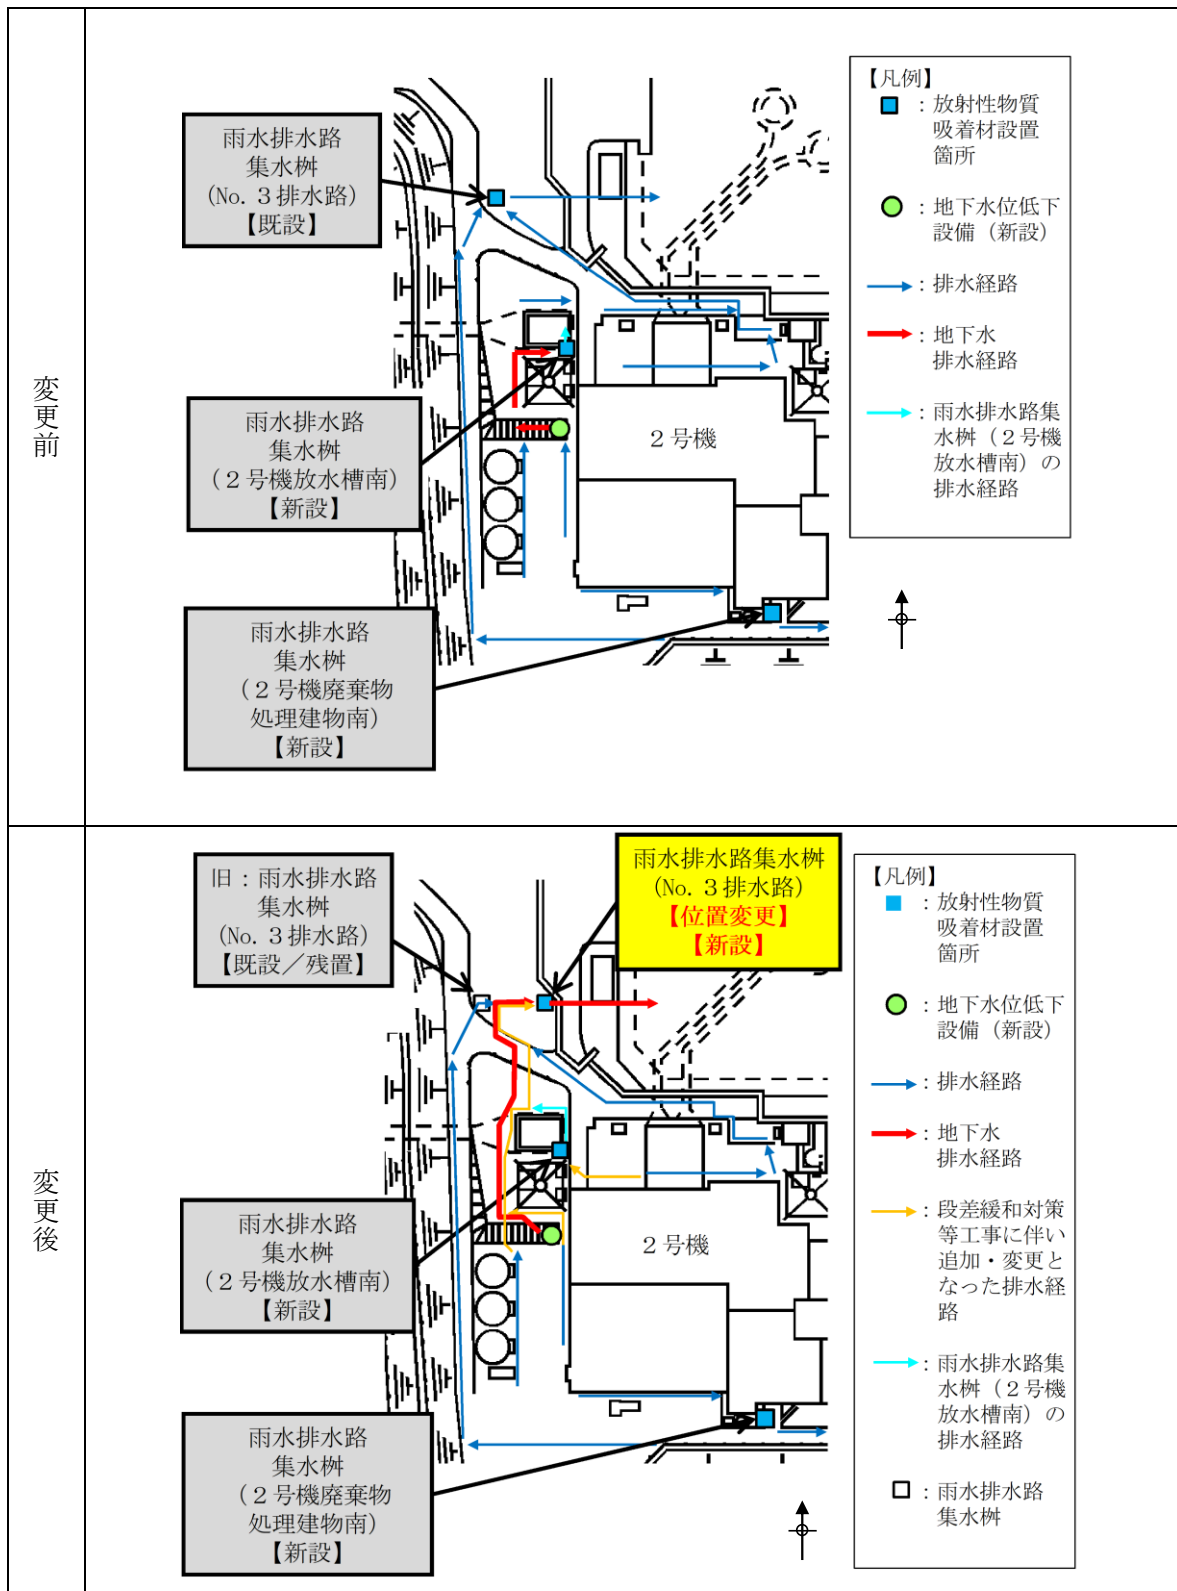 変更前
雨水排水路
集水桝
(No. 3 排水路)
【既設】
雨水排水路
集水桝
（２号機放水槽南）
【新設】
雨水排水路
集水桝
（２号機廃棄物
処理建物南）
【新設】
２号機
【凡例】
：放射性物質
吸着材設置
箇所
：地下水位低下
設備（新設）
：排水経路
：地下水
排水経路
：雨水排水路集
水桝（２号機
放水槽南）の
排水経路
変更後
旧：雨水排水路
集水桝
(No. 3 排水路)
【既設／残置】
雨水排水路集水桝
(No. 3 排水路)
【位置変更】
【新設】
雨水排水路
集水桝
（２号機放水槽南）
【新設】
雨水排水路
集水桝
（２号機廃棄物
処理建物南）
【新設】
２号機
【凡例】
：放射性物質
吸着材設置
箇所
：地下水位低下
設備（新設）
：排水経路
：地下水
排水経路
：段差緩和対策
等工事に伴い
追加・変更と
なった排水経
路
：雨水排水路集
水桝（２号機
放水槽南）の
排水経路
：雨水排水路
集水桝